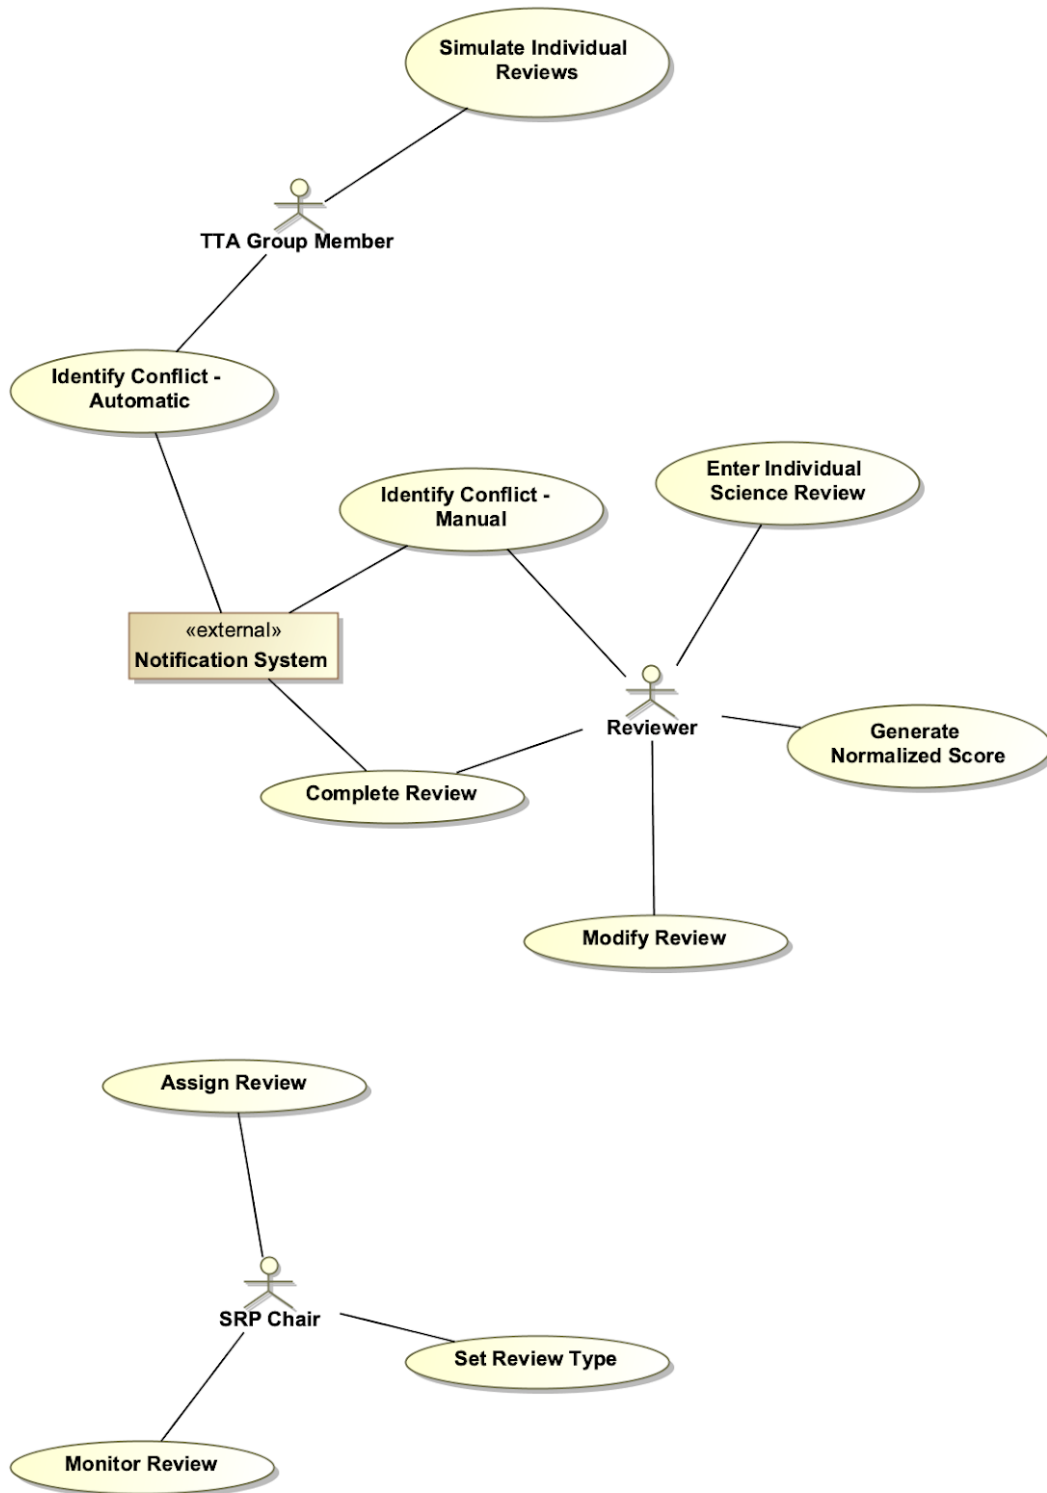 Simulate Individual
Reviews
TTA Group Member
Identify Conflict -
Automatic
Identify Conflict -
Manual
Enter Individual
Science Review
«external»
Notification System
Reviewer
Generate
Normalized Score
Complete Review
Modify Review
Assign Review
SRP Chair
Set Review Type
Monitor Review